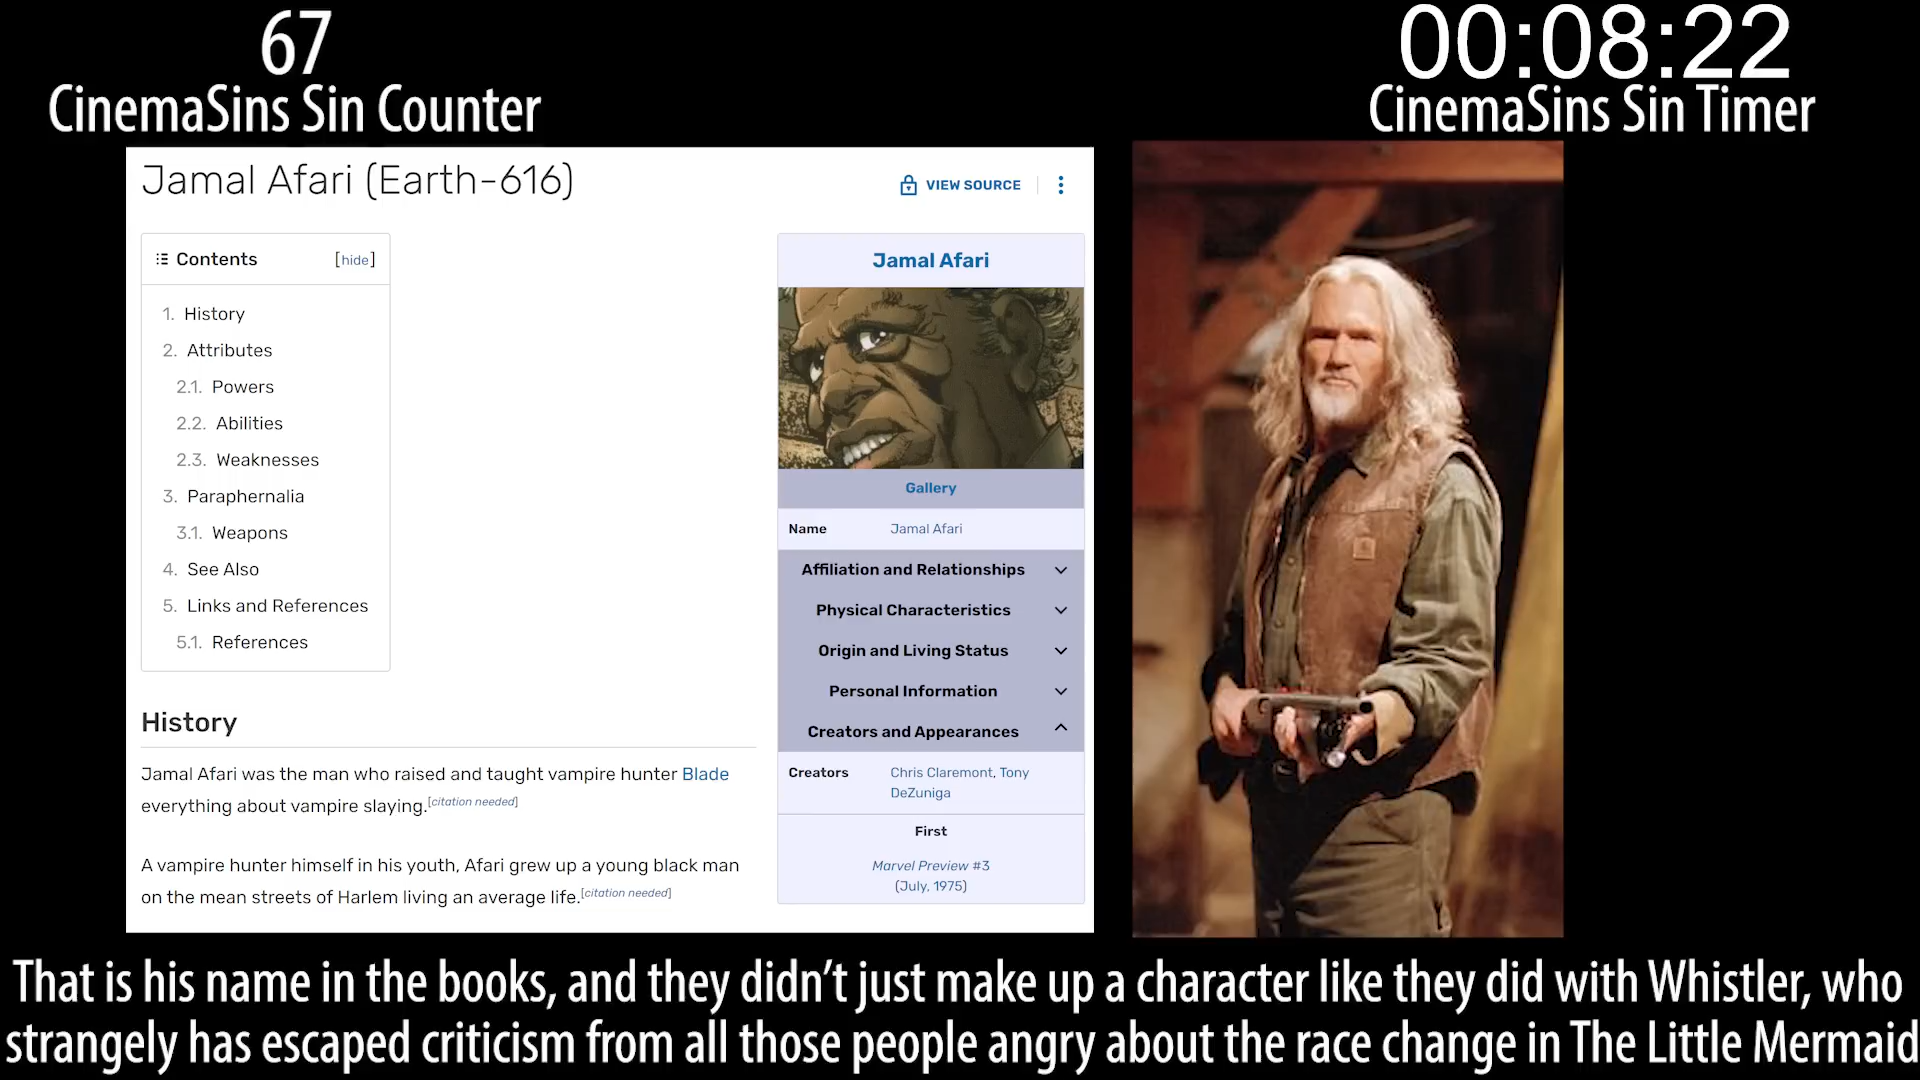 67
CinemaSins Sin Counter
00:08:22
CinemaSins Sin Timer
Jamal Afari (Earth-616)
VIEW SOURCE
Contents [hide]
1. History
2. Attributes
2.1. Powers
2.2. Abilities
2.3. Weaknesses
3. Paraphernalia
3.1. Weapons
4. See Also
5. Links and References
5.1. References
History
Jamal Afari was the man who raised and taught vampire hunter Blade
everything about vampire slaying.[citation needed]
A vampire hunter himself in his youth, Afari grew up a young black man
on the mean streets of Harlem living an average life.[citation needed]
Jamal Afari
Gallery
Name Jamal Afari
Affiliation and Relationships
Physical Characteristics
Origin and Living Status
Personal Information
Creators and Appearances
Creators Chris Claremont, Tony
DeZuniga
First
Marvel Preview #3
(July, 1975)
That is his name in the books, and they didn't just make up a character like they did with Whistler, who
strangely has escaped criticism from all those people angry about the race change in The Little Mermaid